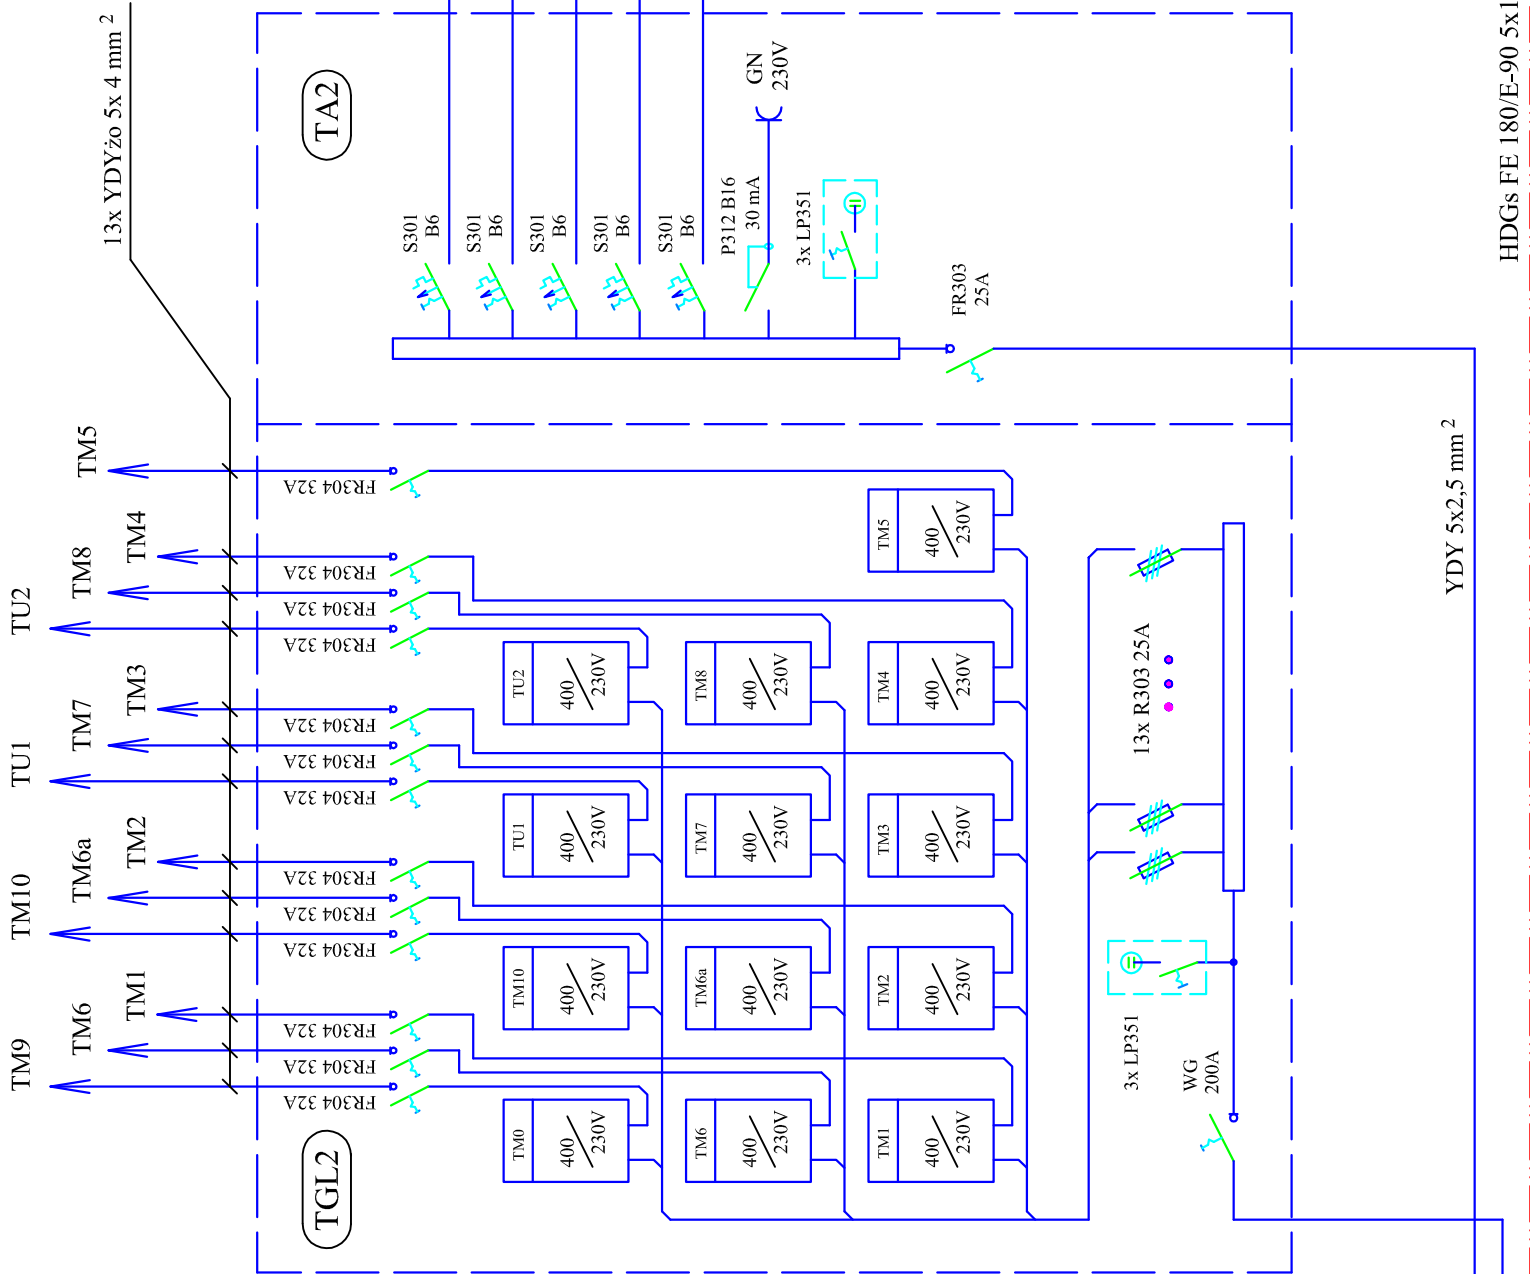 13x YDYżo 5x 4 mm 2
TA2
S301
B6
S301
B6
S301
B6
S301
B6
S301
B6
P312 B16
30 mA
GN
230V
3x LP351
FR303
25A
HDGs FE 180/E-90 5x1
YDY 5x2,5 mm 2
TM5
TM4
TM8
TU2
TM3
TM7
TU1
TM2
TM6a
TM10
TM1
TM6
TM9
FR304 32A
FR304 32A
FR304 32A
FR304 32A
FR304 32A
FR304 32A
FR304 32A
FR304 32A
FR304 32A
FR304 32A
FR304 32A
FR304 32A
FR304 32A
TM5
400
230V
TU2
400
230V
TM8
400
230V
TM4
400
230V
TU1
400
230V
TM7
400
230V
TM3
400
230V
TM10
400
230V
TM6a
400
230V
TM2
400
230V
TM0
400
230V
TM6
400
230V
TM1
400
230V
13x R303 25A
3x LP351
WG
200A
TGL2